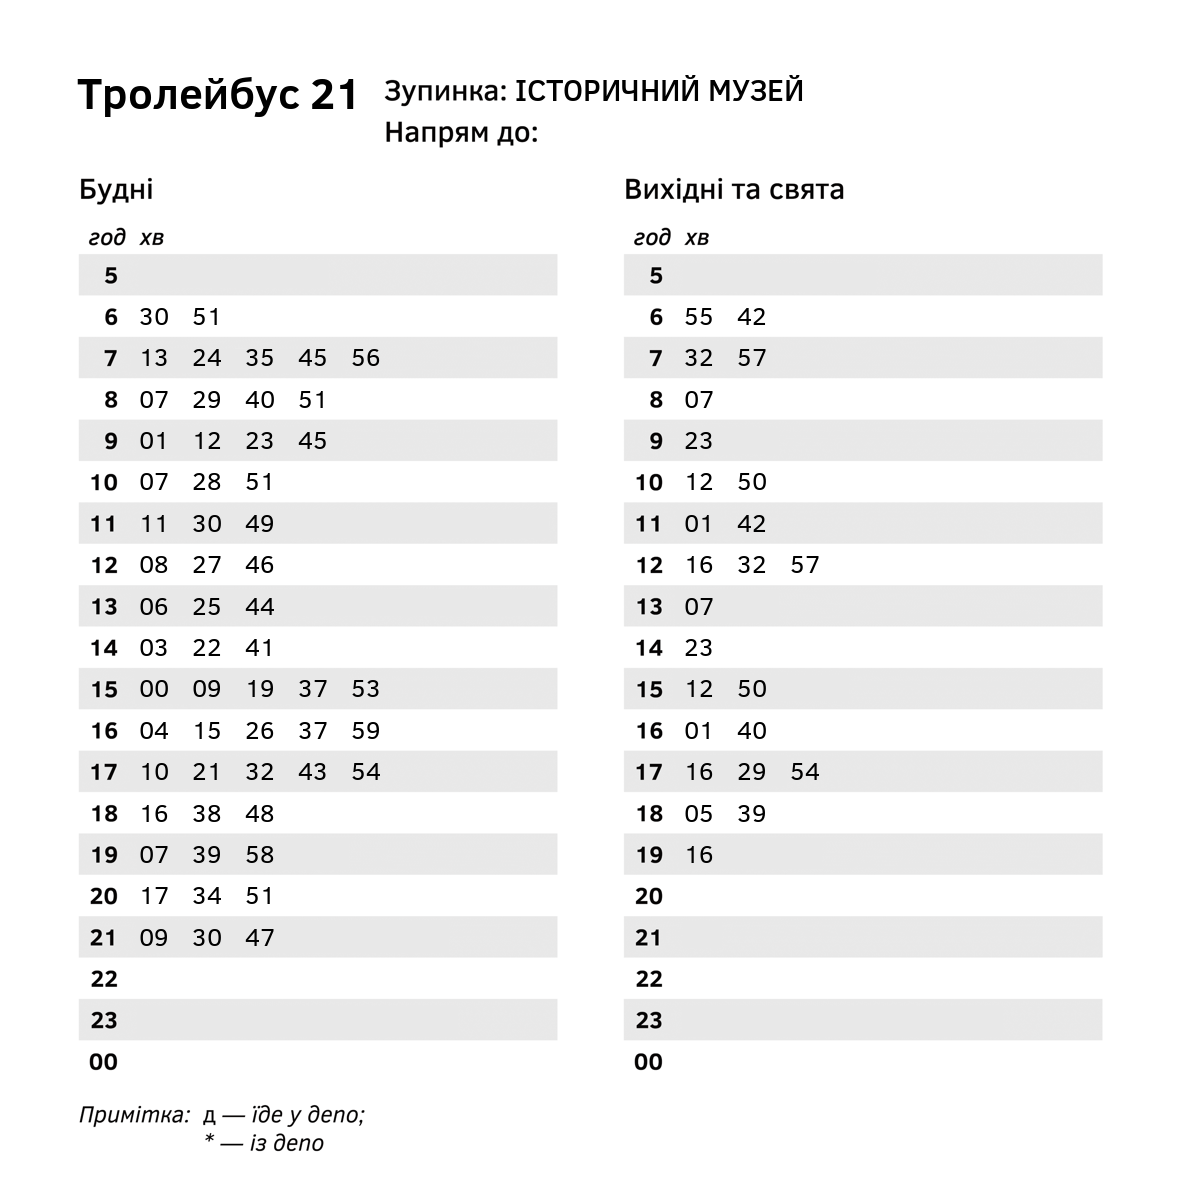 Тролейбус 21
Зупинка: ІСТОРИЧНИЙ МУЗЕЙ
Напрям до:
Будні
год хв
5
6 30 51
7 13 24 35 45 56
8 07 29 40 51
9 01 12 23 45
10 07 28 51
11 11 30 49
12 08 27 46
13 06 25 44
14 03 22 41
15 00 09 19 37 53
16 04 15 26 37 59
17 10 21 32 43 54
18 16 38 48
19 07 39 58
20 17 34 51
21 09 30 47
22
23
00
Вихідні та свята
год хв
5
6 55 42
7 32 57
8 07
9 23
10 12 50
11 01 42
12 16 32 57
13 07
14 23
15 12 50
16 01 40
17 16 29 54
18 05 39
19 16
20
21
22
23
00
Примітка: д — їде у депо;
* — із депо